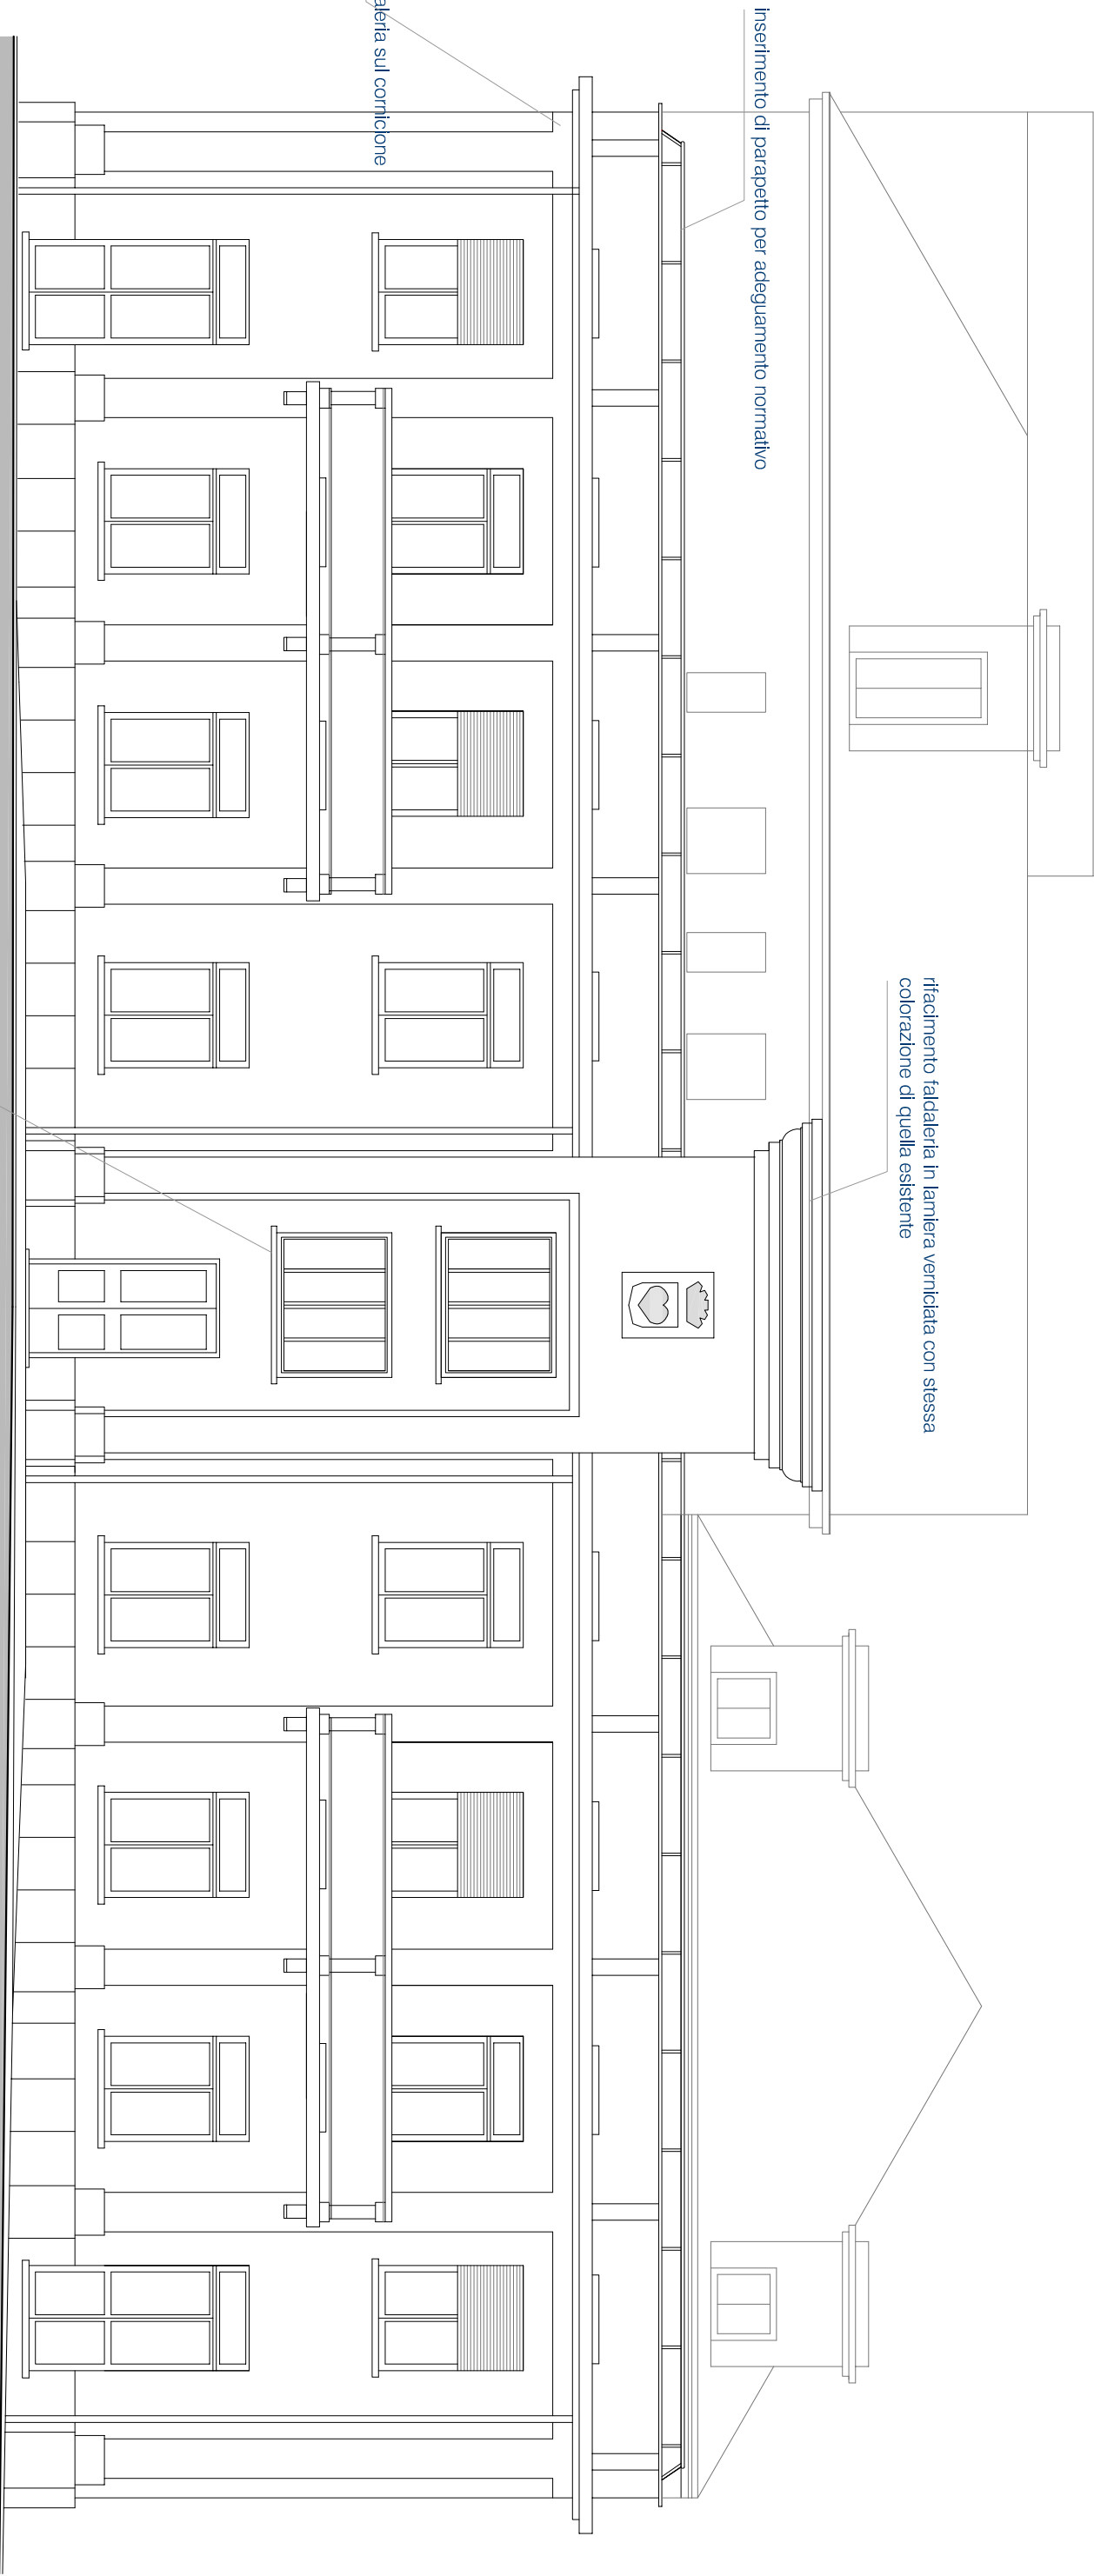 inserimento di parapetto per adeguamento normativo
rifacimento faldaleria in lamiera verniciata con stessa
colorazione di quella esistente
sul cornicione